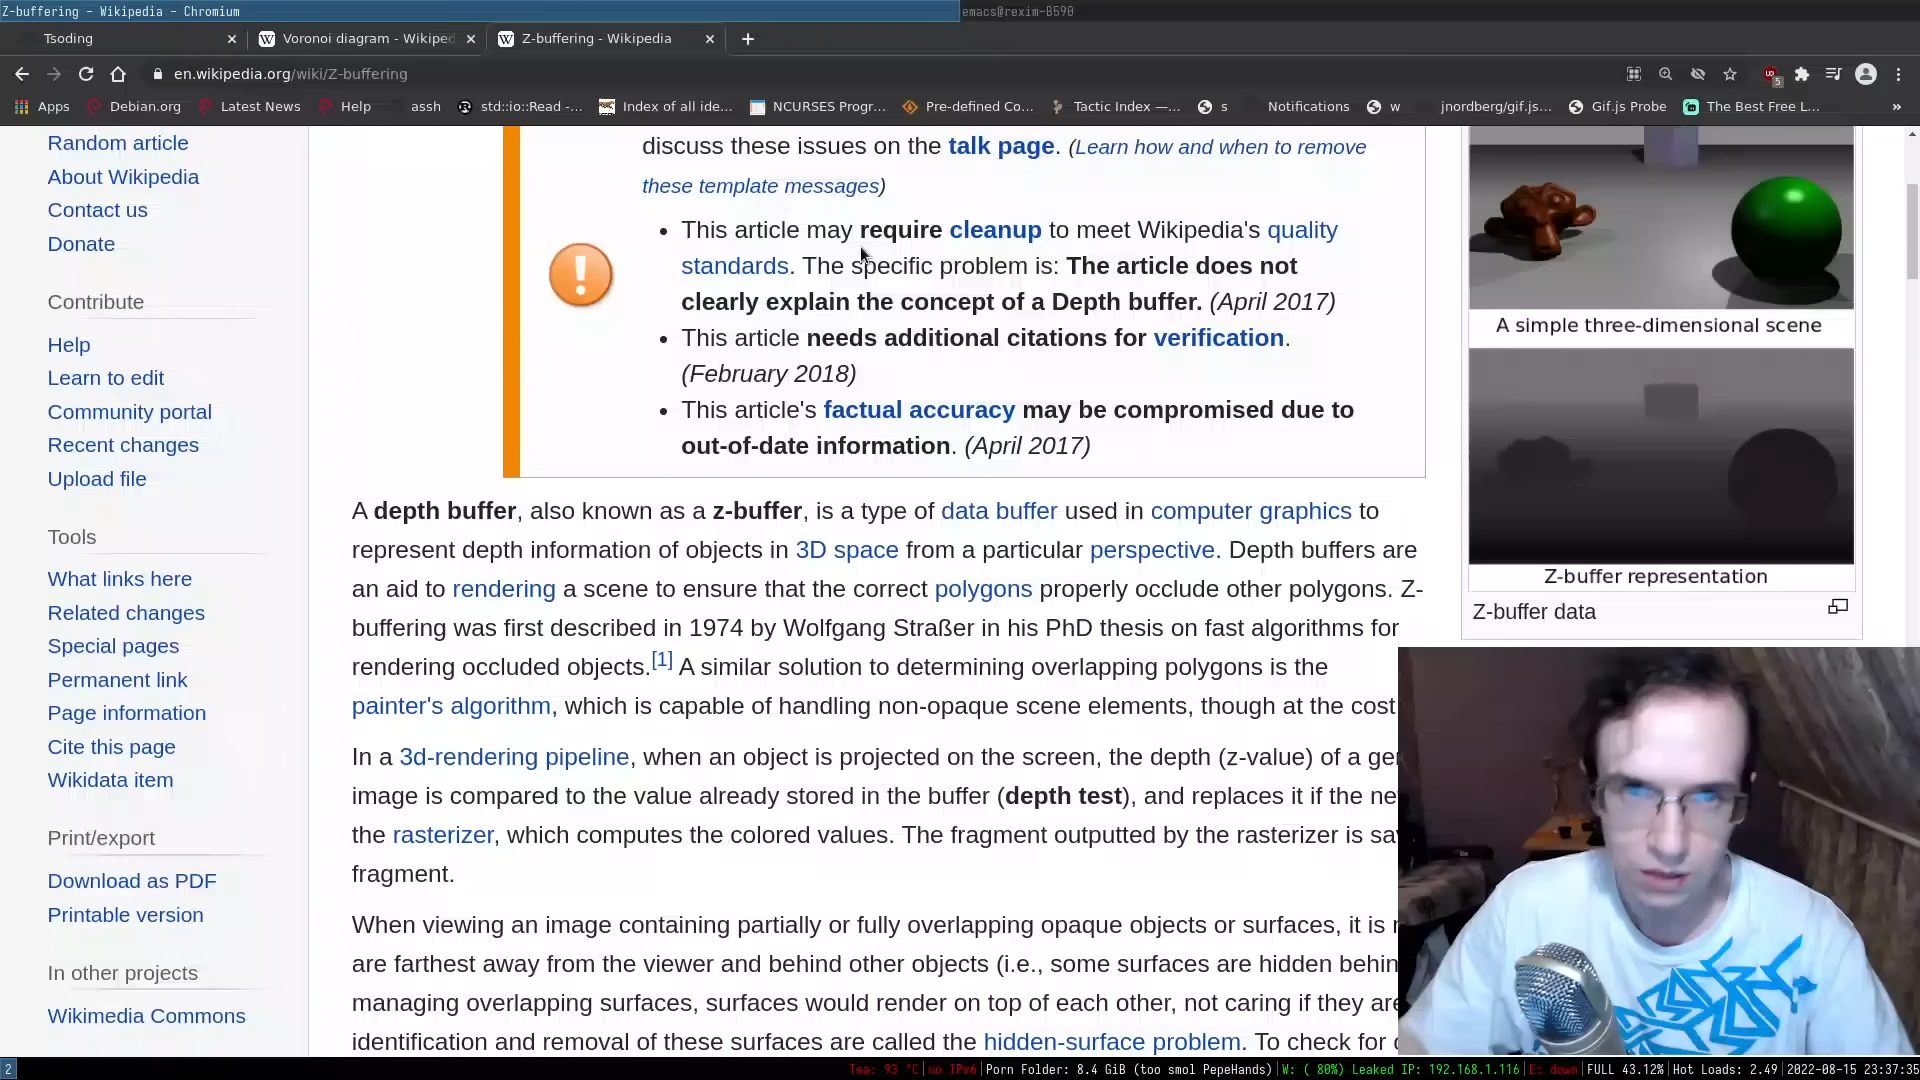 Z-buffering - Wikipedia - Chromium
emacs@rexim-B590
Tsoding
Voronoi diagram - Wikiped
Z-buffering - Wikipedia
en.wikipedia.org/wiki/Z-buffering
Apps
Debian.org
Latest News
Help
assh
std::io::Read -...
Index of all ide...
NCURSES Progr...
Pre-defined Co...
Tactic Index —...
s
Notifications
w
jnordberg/gif.js...
Gif.js Probe
The Best Free L...
»
Random article
About Wikipedia
Contact us
Donate
Contribute
Help
Learn to edit
Community portal
Recent changes
Upload file
Tools
What links here
Related changes
Special pages
Permanent link
Page information
Cite this page
Wikidata item
Print/export
Download as PDF
Printable version
In other projects
Wikimedia Commons
discuss these issues on the talk page. (Learn how and when to remove
these template messages)
• This article may require cleanup to meet Wikipedia's quality
standards. The specific problem is: The article does not
clearly explain the concept of a Depth buffer. (April 2017)
• This article needs additional citations for verification.
(February 2018)
• This article's factual accuracy may be compromised due to
out-of-date information. (April 2017)
A depth buffer, also known as a z-buffer, is a type of data buffer used in computer graphics to
represent depth information of objects in 3D space from a particular perspective. Depth buffers are
an aid to rendering a scene to ensure that the correct polygons properly occlude other polygons. Z-
buffering was first described in 1974 by Wolfgang Straßer in his PhD thesis on fast algorithms for
rendering occluded objects.[1] A similar solution to determining overlapping polygons is the
painter's algorithm, which is capable of handling non-opaque scene elements, though at the cost
In a 3d-rendering pipeline, when an object is projected on the screen, the depth (z-value) of a ge
image is compared to the value already stored in the buffer (depth test), and replaces it if the ne
the rasterizer, which computes the colored values. The fragment outputted by the rasterizer is sa
fragment.
When viewing an image containing partially or fully overlapping opaque objects or surfaces, it is
are farthest away from the viewer and behind other objects (i.e., some surfaces are hidden behin
managing overlapping surfaces, surfaces would render on top of each other, not caring if they are
identification and removal of these surfaces are called the hidden-surface problem. To check for
A simple three-dimensional scene
Z-buffer representation
Z-buffer data
2
Tea: 93 °C|no IPv6|Porn Folder: 8.4 GiB (too smol PepeHands)|W: ( 80%) Leaked IP: 192.168.1.116|E: down|FULL 43.12%|Hot Loads: 2.49|2022-08-15 23:37:35